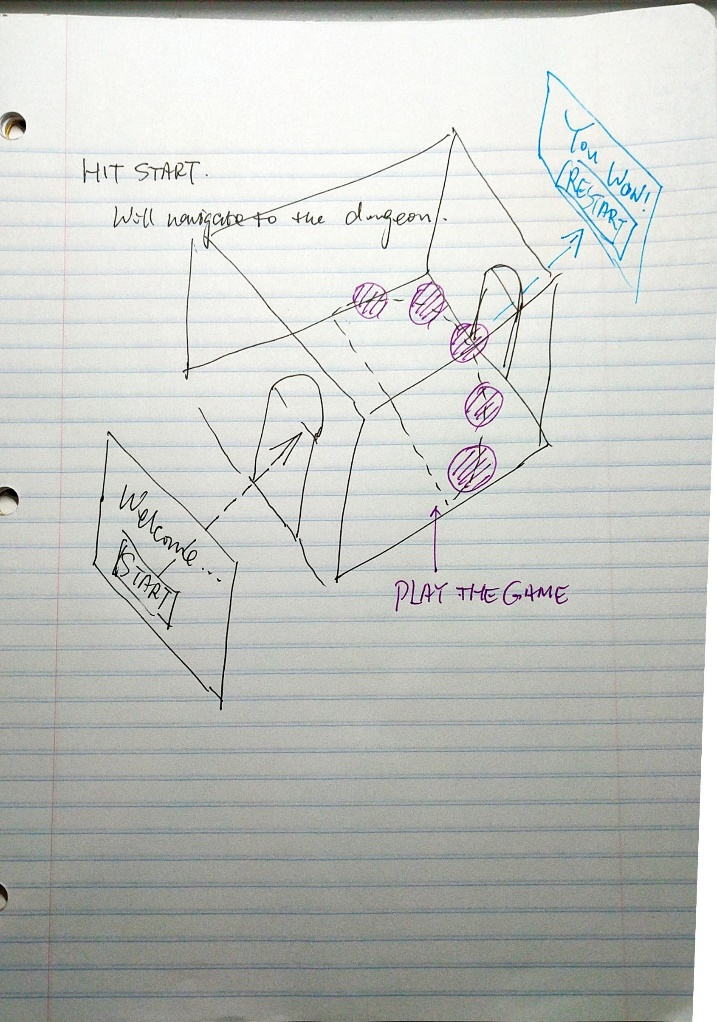 HIT START.
Will navigate to the dungeon.
You Won!
RESTART
Welcome...
START
PLAY THE GAME